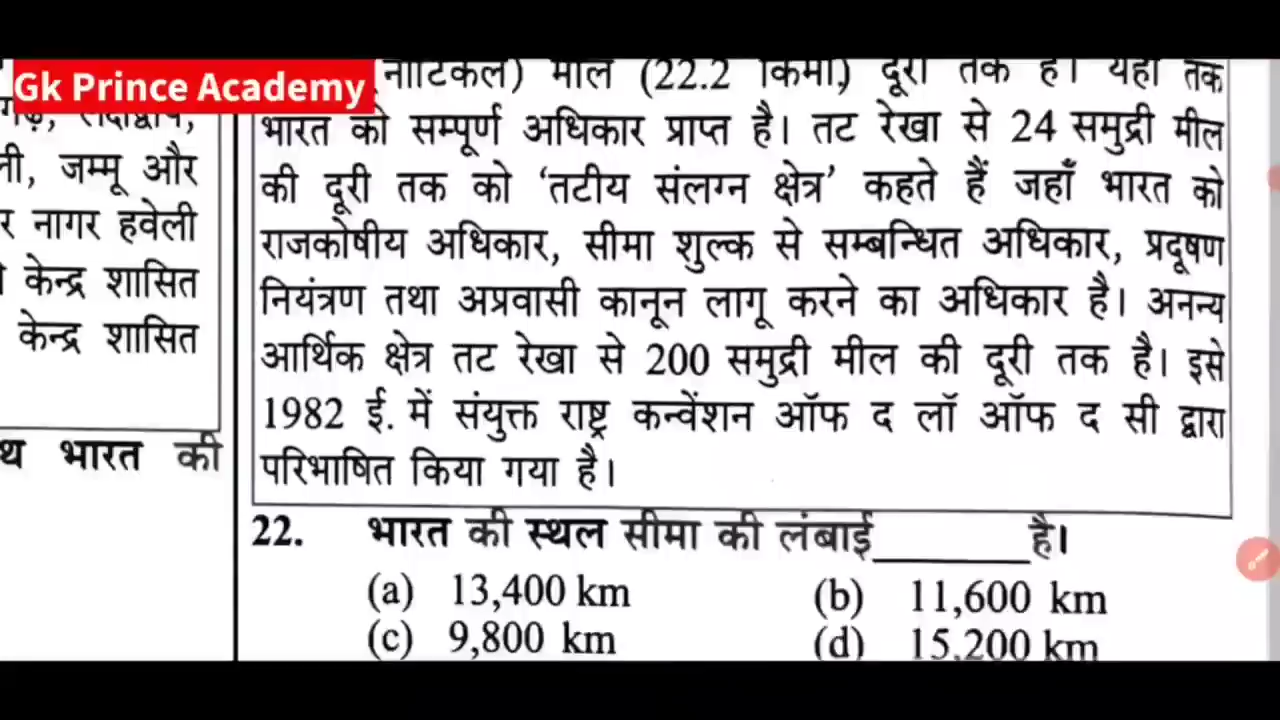 Gk Prince Academy
नॉटिकल) मील (22.2 किमी) दूरी तक है। यहाँ तक
भारत को सम्पूर्ण अधिकार प्राप्त है। तट रेखा से 24 समुद्री मील
की दूरी तक को ‘तटीय संलग्न क्षेत्र’ कहते हैं जहाँ भारत को
राजकोषीय अधिकार, सीमा शुल्क से सम्बन्धित अधिकार, प्रदूषण
नियंत्रण तथा अप्रवासी कानून लागू करने का अधिकार है। अनन्य
आर्थिक क्षेत्र तट रेखा से 200 समुद्री मील की दूरी तक है। इसे
1982 ई. में संयुक्त राष्ट्र कन्वेंशन ऑफ द लॉ ऑफ द सी द्वारा
परिभाषित किया गया है।
22. भारत की स्थल सीमा की लंबाई______है।
(a) 13,400 km (b) 11,600 km
(c) 9,800 km (d) 15,200 km
जम्मू और
नागर हवेली
केन्द्र शासित
केन्द्र शासित
भारत की